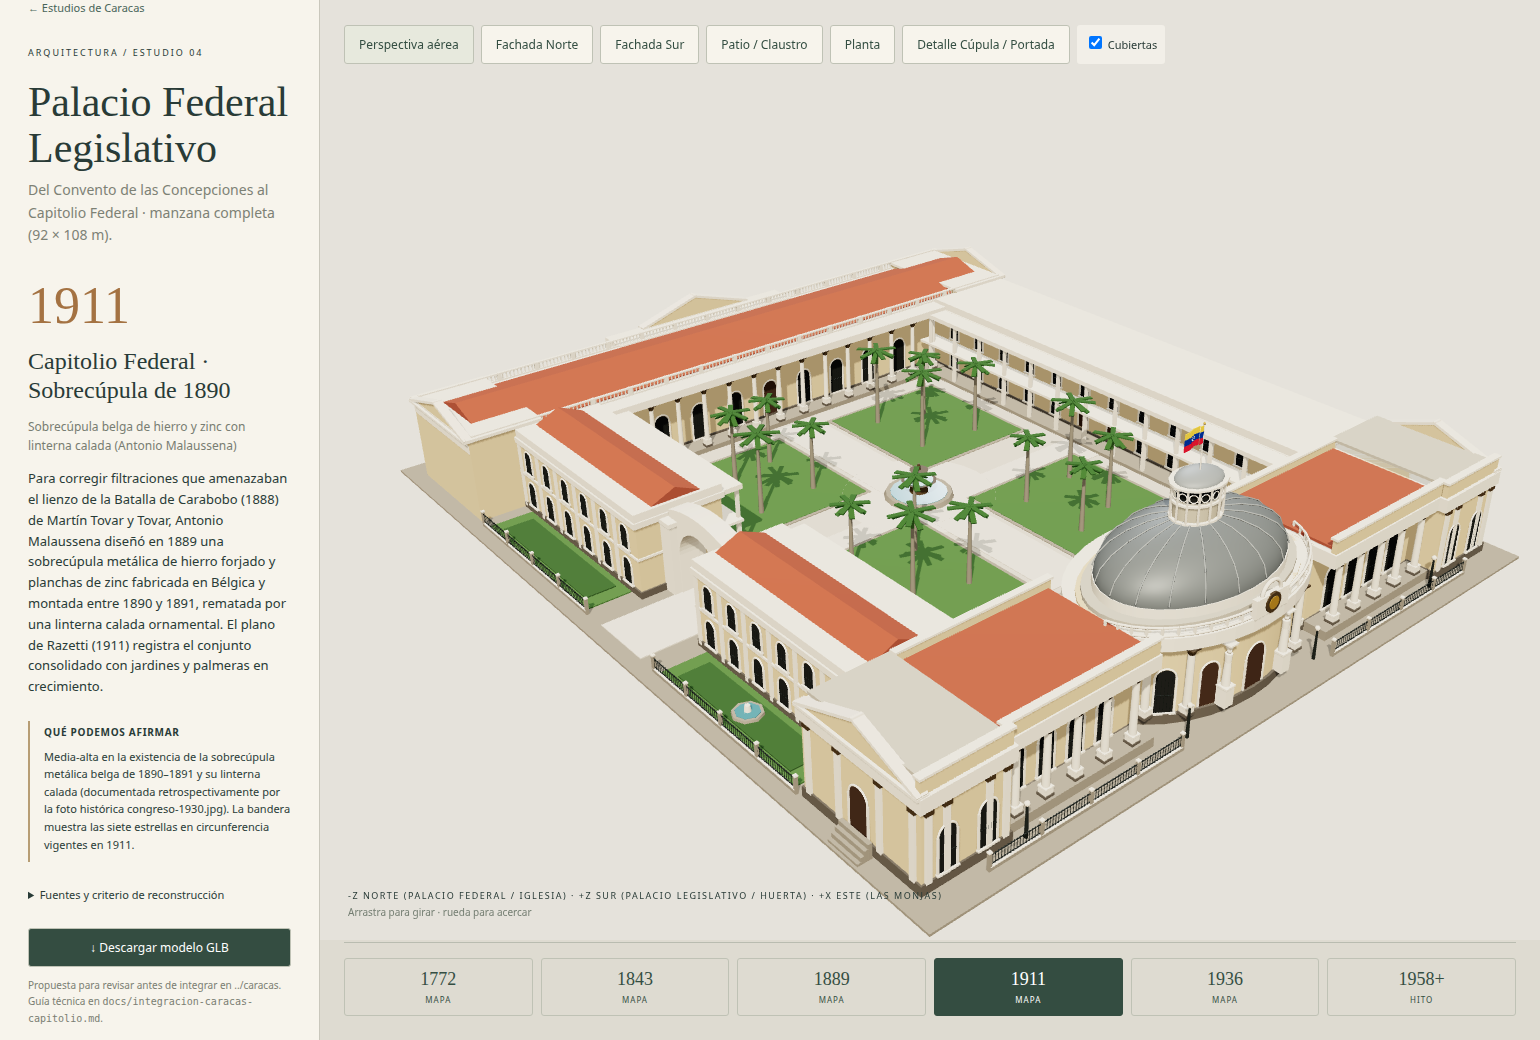 ← Estudios de Caracas
ARQUITECTURA / ESTUDIO 04
Palacio Federal
Legislativo
Del Convento de las Concepciones al
Capitolio Federal · manzana completa
(92 × 108 m).
1911
Capitolio Federal ·
Sobrecúpula de 1890
Sobrecúpula belga de hierro y zinc con
linterna calada (Antonio Malaussena)
Para corregir filtraciones que amenazaban
el lienzo de la Batalla de Carabobo (1888)
de Martín Tovar y Tovar, Antonio
Malaussena diseñó en 1889 una
sobrecúpula metálica de hierro forjado y
planchas de zinc fabricada en Bélgica y
montada entre 1890 y 1891, rematada por
una linterna calada ornamental. El plano
de Razetti (1911) registra el conjunto
consolidado con jardines y palmeras en
crecimiento.
QUÉ PODEMOS AFIRMAR
Media-alta en la existencia de la sobrecúpula
metálica belga de 1890–1891 y su linterna
calada (documentada retrospectivamente por
la foto histórica congreso-1930.jpg). La bandera
muestra las siete estrellas en circunferencia
vigentes en 1911.
▶ Fuentes y criterio de reconstrucción
↓ Descargar modelo GLB
Propuesta para revisar antes de integrar en ../caracas.
Guía técnica en docs/integracion-caracas-
capitolio.md.
Perspectiva aérea
Fachada Norte
Fachada Sur
Patio / Claustro
Planta
Detalle Cúpula / Portada
Cubiertas
-Z NORTE (PALACIO FEDERAL / IGLESIA) · +Z SUR (PALACIO LEGISLATIVO / HUERTA) · +X ESTE (LAS MONJAS)
Arrastra para girar · rueda para acercar
1772
MAPA
1843
MAPA
1889
MAPA
1911
MAPA
1936
MAPA
1958+
HITO